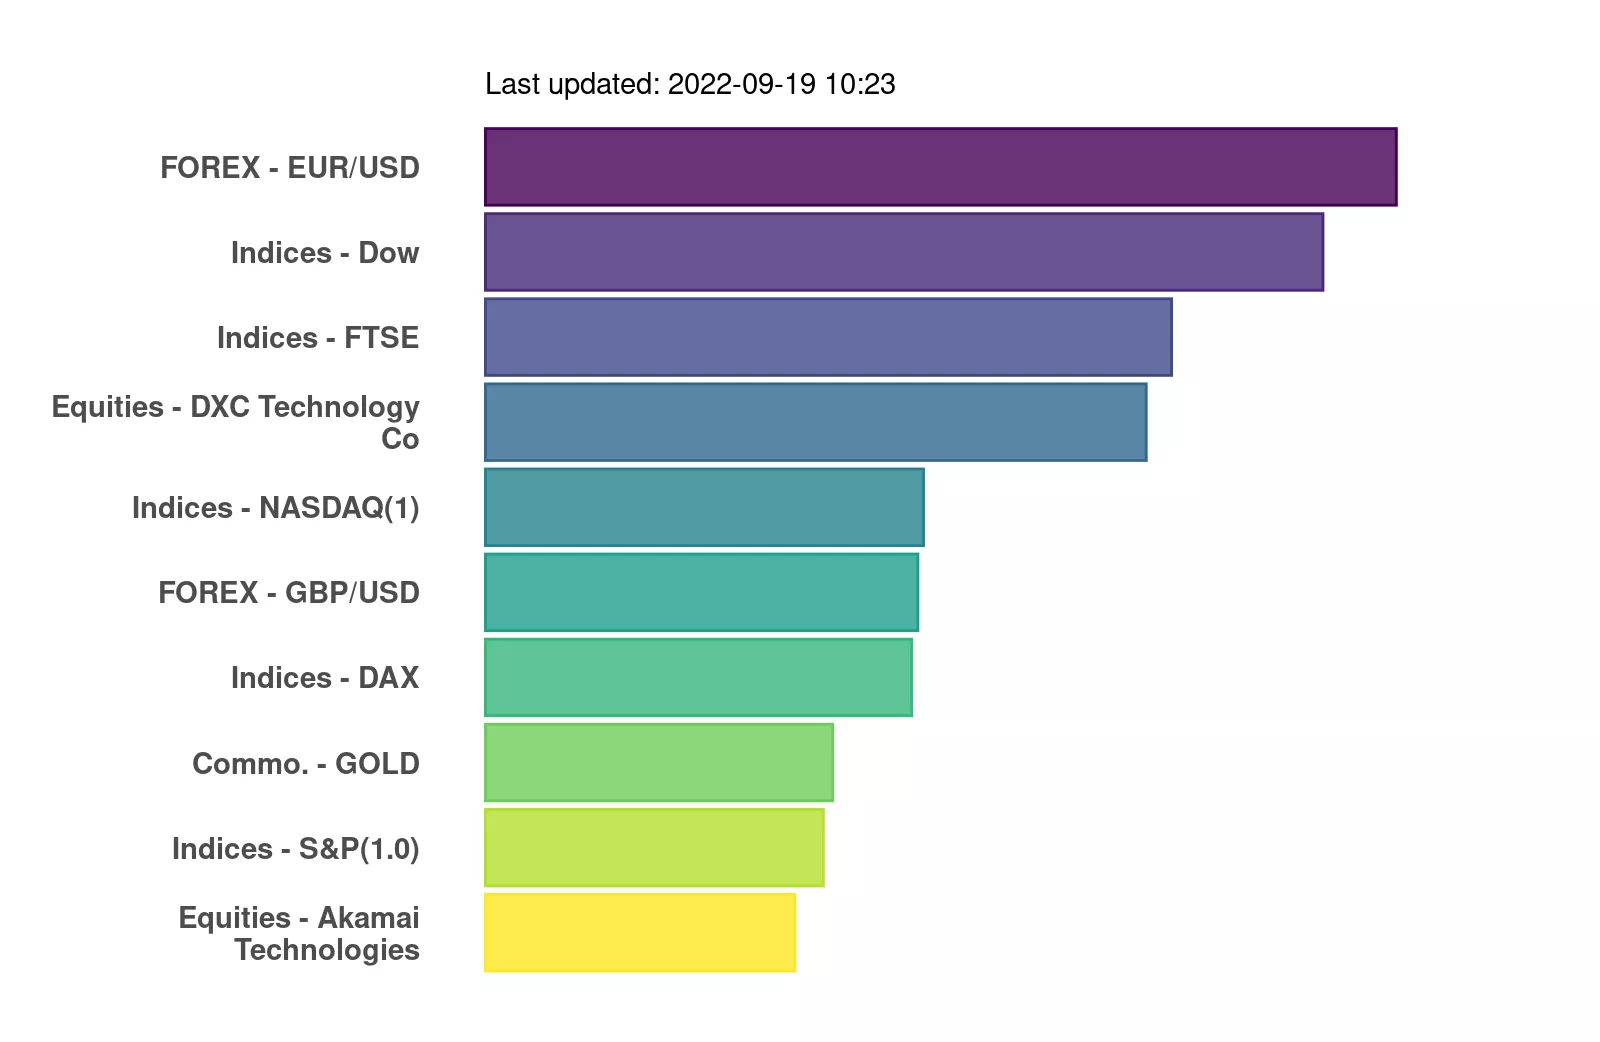 Last updated: 2022-09-19 10:23
FOREX - EUR/USD
Indices - Dow
Indices - FTSE
Equities - DXC Technology
Co
Indices - NASDAQ(1)
FOREX - GBP/USD
Indices - DAX
Commo. - GOLD
Indices - S&P(1.0)
Equities - Akamai
Technologies